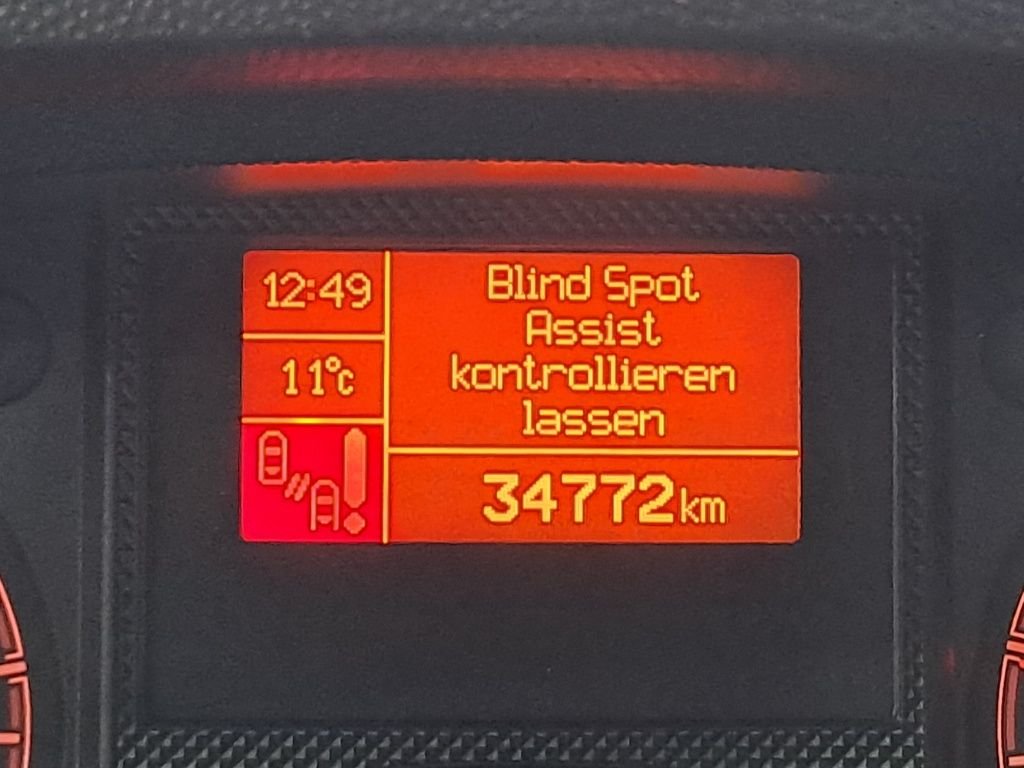 12:49
11°c
Blind Spot
Assist
kontrollieren
lassen
34772km